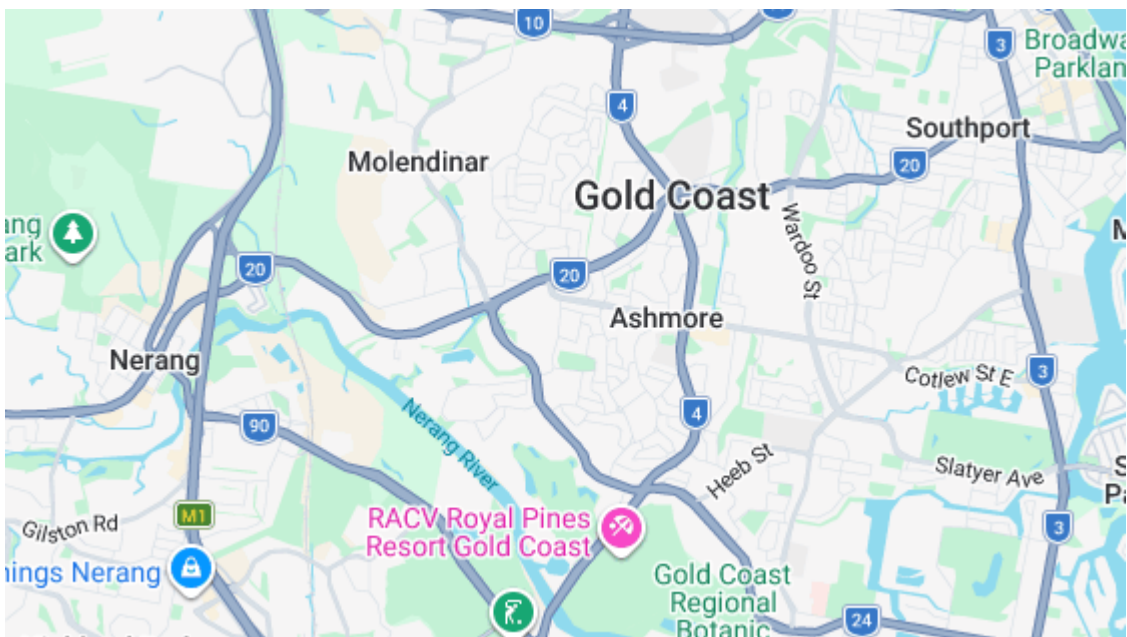 10
3
Broadwa
Parklan
4
Southport
Molendinar
20
Gold Coast
ang
ark
Wardoo St
20
20
Ashmore
Nerang
Cotlew St E
3
Nerang River
4
90
Heeb St
Slatyer Ave
S
Pa
M
M1
Gilston Rd
RACV Royal Pines
Resort Gold Coast
3
nings Nerang
Gold Coast
Regional
Botanic
24